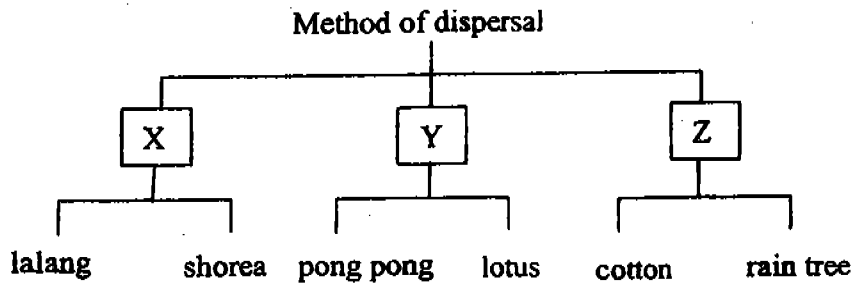 Method of dispersal
X Y Z
lalang shorea pong pong lotus cotton rain tree